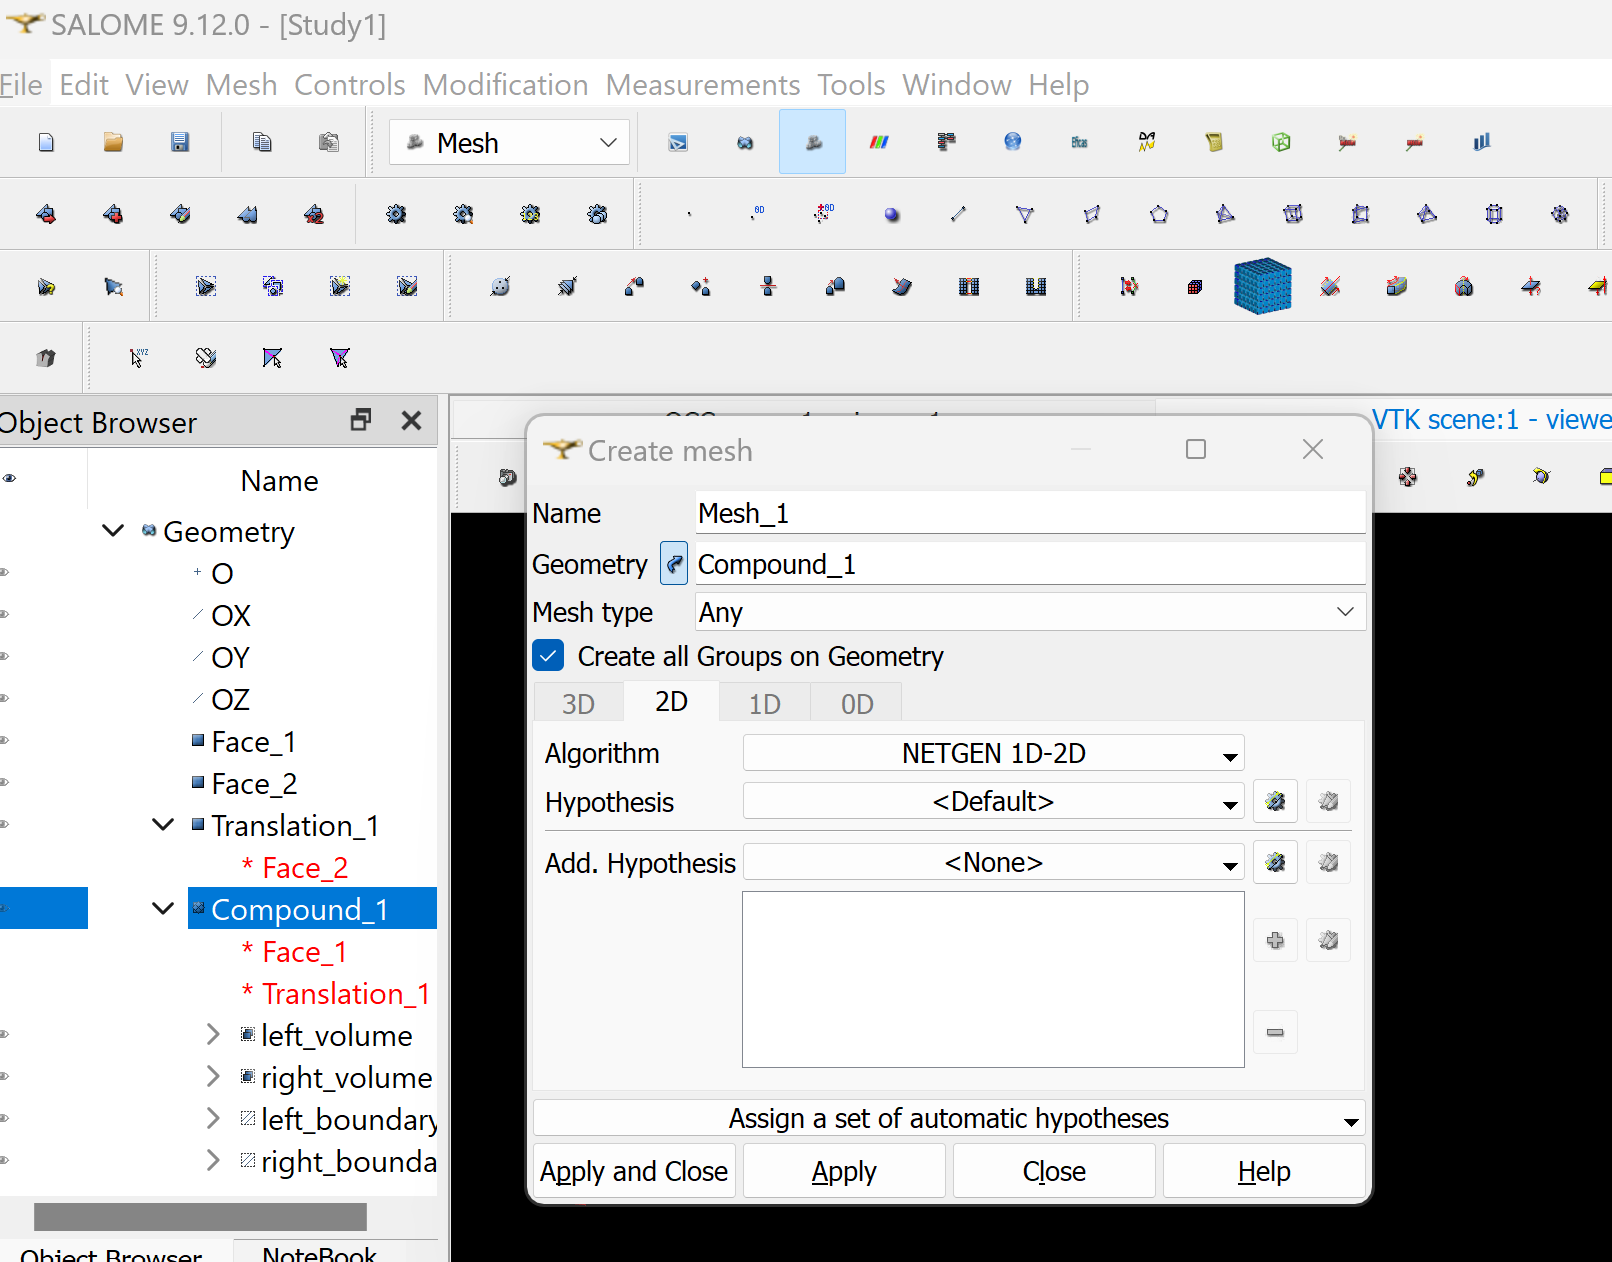 SALOME 9.12.0 - [Study1]
File Edit View Mesh Controls Modification Measurements Tools Window Help
Mesh
Object Browser
VTK scene:1 - viewe
Name
Geometry
O
OX
OY
OZ
Face_1
Face_2
Translation_1
* Face_2
Compound_1
* Face_1
* Translation_1
left_volume
right_volume
left_boundary
right_bounda
Object Browser
NoteBook
Create mesh
Name Mesh_1
Geometry Compound_1
Mesh type Any
Create all Groups on Geometry
3D 2D 1D 0D
Algorithm NETGEN 1D-2D
Hypothesis <Default>
Add. Hypothesis <None>
Assign a set of automatic hypotheses
Apply and Close Apply Close Help